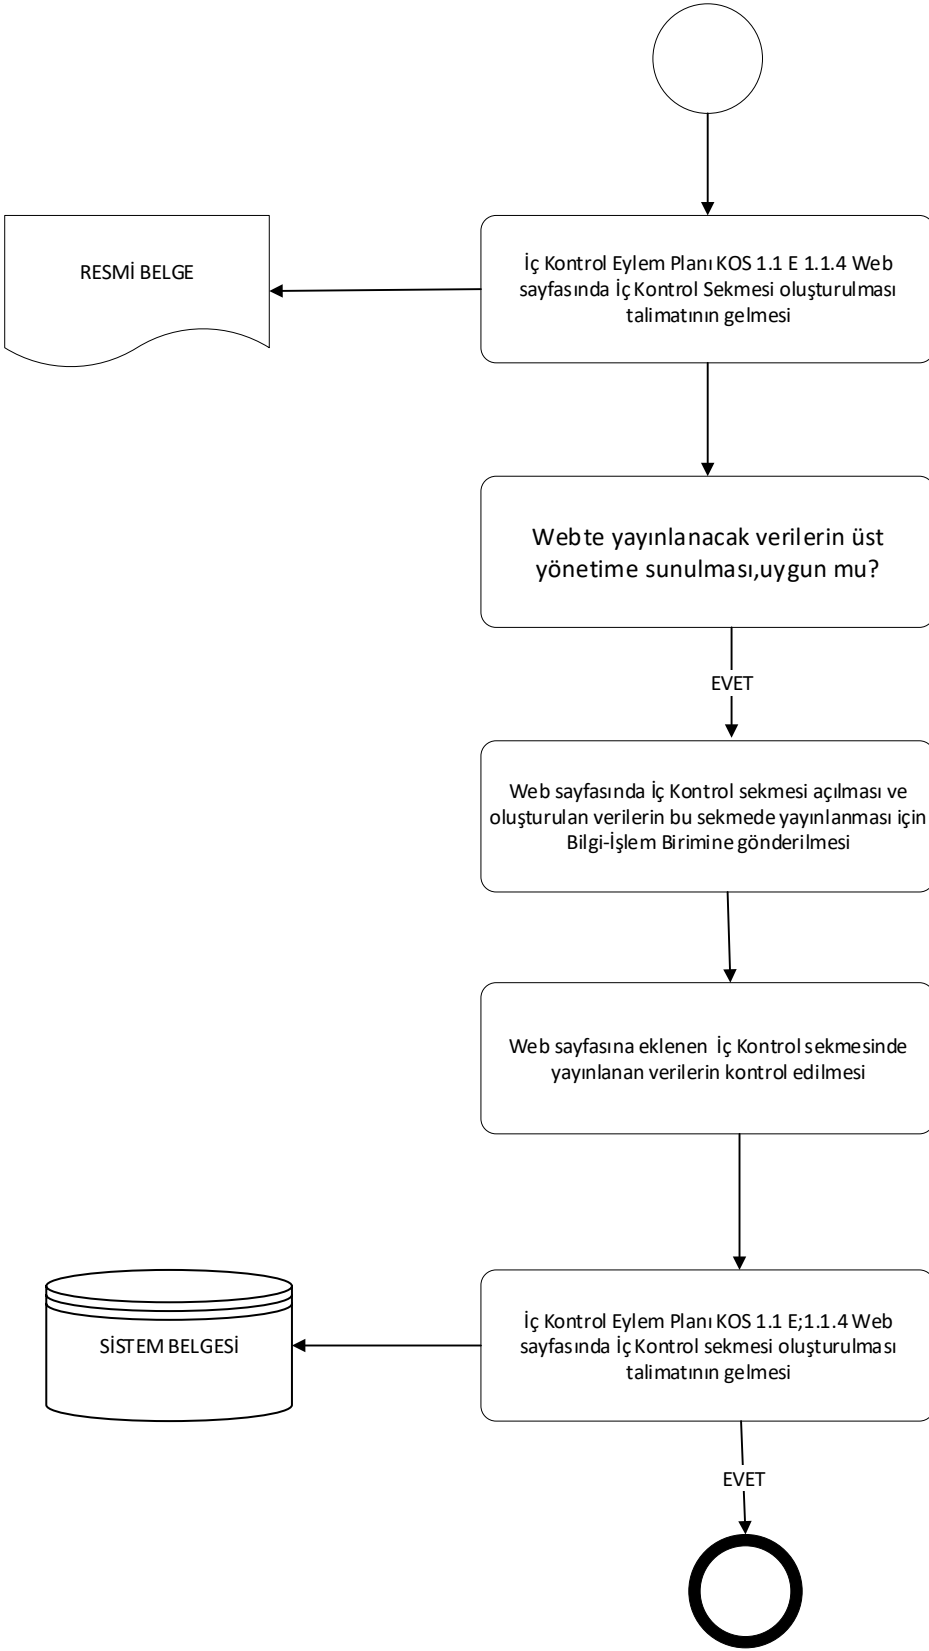 RESMİ BELGE
İç Kontrol Eylem Planı KOS 1.1 E 1.1.4 Web
sayfasında İç Kontrol Sekmesi oluşturulması
talimatının gelmesi
Webte yayınlanacak verilerin üst
yönetime sunulması,uygun mu?
EVET
Web sayfasında İç Kontrol sekmesi açılması ve
oluşturulan verilerin bu sekmede yayınlanması için
Bilgi-İşlem Birimine gönderilmesi
Web sayfasına eklenen İç Kontrol sekmesinde
yayınlanan verilerin kontrol edilmesi
SİSTEM BELGESİ
İç Kontrol Eylem Planı KOS 1.1 E;1.1.4 Web
sayfasında İç Kontrol sekmesi oluşturulması
talimatının gelmesi
EVET